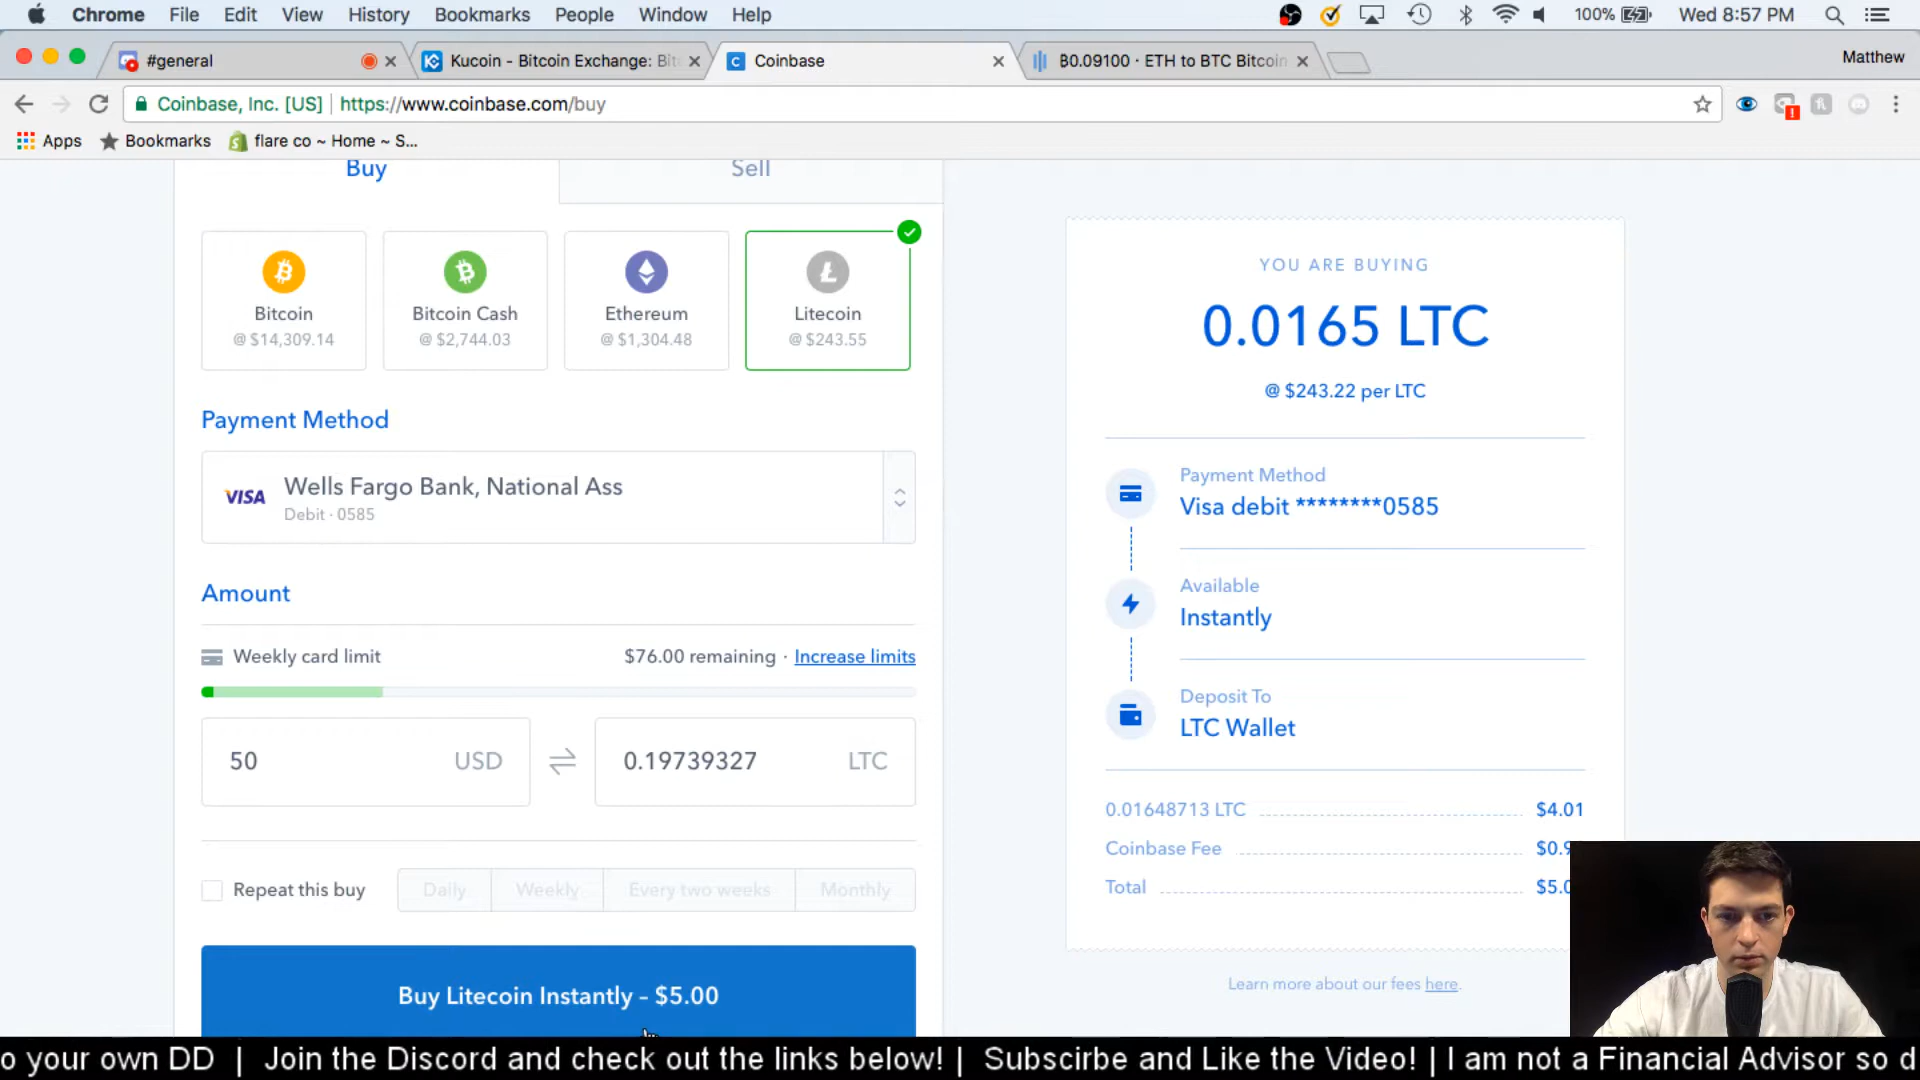 Chrome File Edit View History Bookmarks People Window Help 100% Wed 8:57 PM
#general
Kucoin - Bitcoin Exchange: Bit
Coinbase
Ƀ0.09100 · ETH to BTC Bitcoin
Matthew
Coinbase, Inc. [US] | https://www.coinbase.com/buy
Apps Bookmarks flare co ~ Home ~ S...
Buy
Sell
Bitcoin
@ $14,309.14
Bitcoin Cash
@ $2,744.03
Ethereum
@ $1,304.48
Litecoin
@ $243.55
Payment Method
VISA
Wells Fargo Bank, National Ass
Debit · 0585
Amount
Weekly card limit
$76.00 remaining · Increase limits
50 USD
0.19739327 LTC
Repeat this buy
Daily Weekly Every two weeks Monthly
Buy Litecoin Instantly – $5.00
YOU ARE BUYING
0.0165 LTC
@ $243.22 per LTC
Payment Method
Visa debit ********0585
Available
Instantly
Deposit To
LTC Wallet
0.01648713 LTC $4.01
Coinbase Fee $0.9
Total $5.0
Learn more about our fees here.
o your own DD | Join the Discord and check out the links below! | Subscirbe and Like the Video! | I am not a Financial Advisor so d